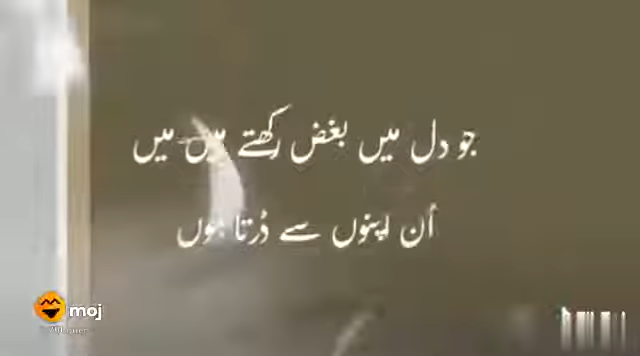 جو دل میں بغض رکھتے ہیں میں
اُن اپنوں سے ڈرتا ہوں
moj